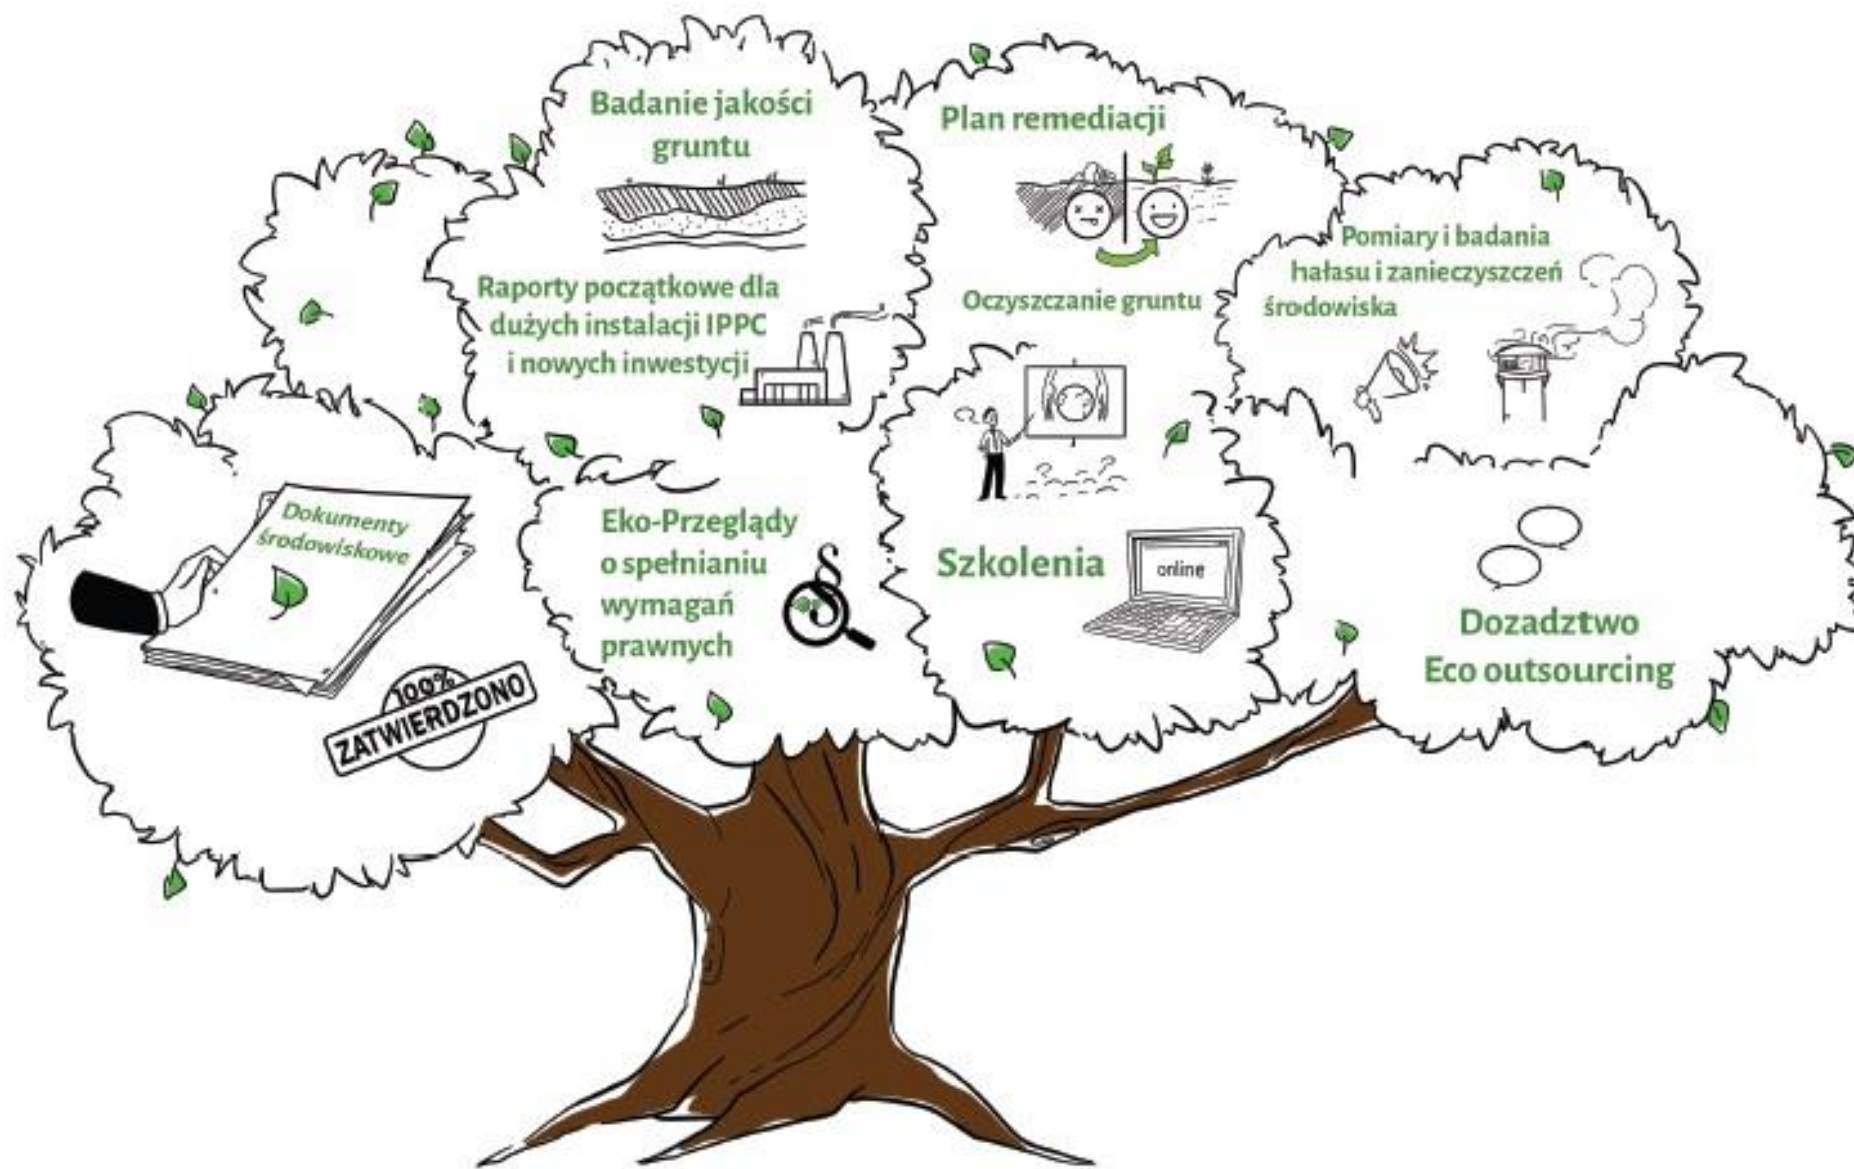 Badanie jakości
gruntu
Raporty początkowe dla
dużych instalacji IPPC
i nowych inwestycji
Plan remediacji
Oczyszczanie gruntu
Pomiary i badania
hałasu i zanieczyszczeń
środowiska
Dokumenty
środowiskowe
100%
ZATWIERDZONO
Eko-Przeglądy
o spełnianiu
wymagań
prawnych
§
Szkolenia
online
Dozadztwo
Eco outsourcing